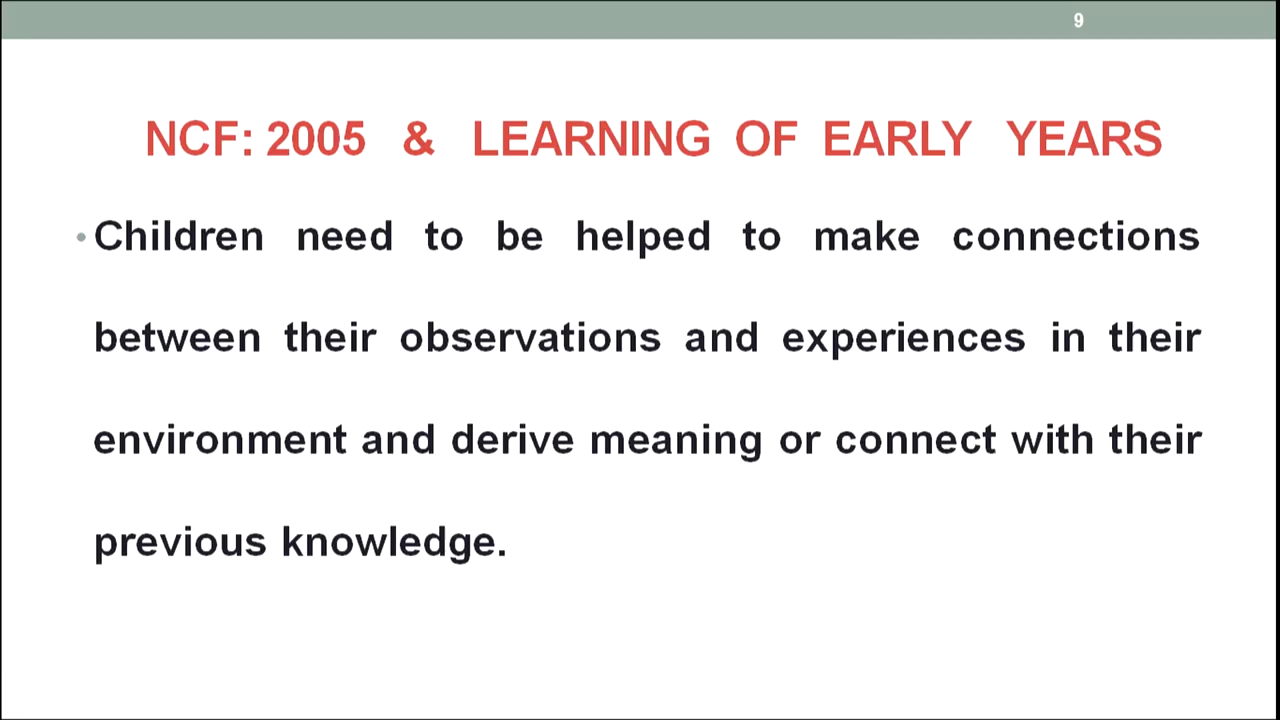 9
NCF: 2005 & LEARNING OF EARLY YEARS
• Children need to be helped to make connections
between their observations and experiences in their
environment and derive meaning or connect with their
previous knowledge.